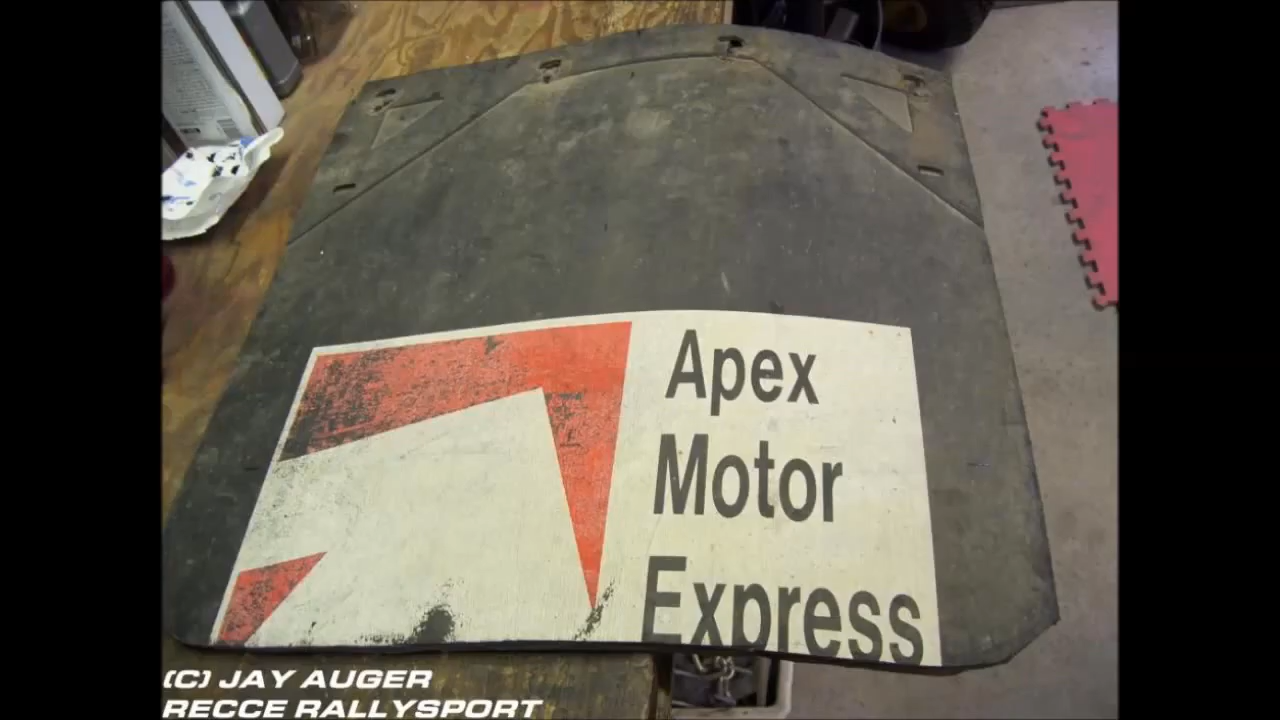 Apex
Motor
Express
(C) JAY AUGER
RECCE RALLYSPORT